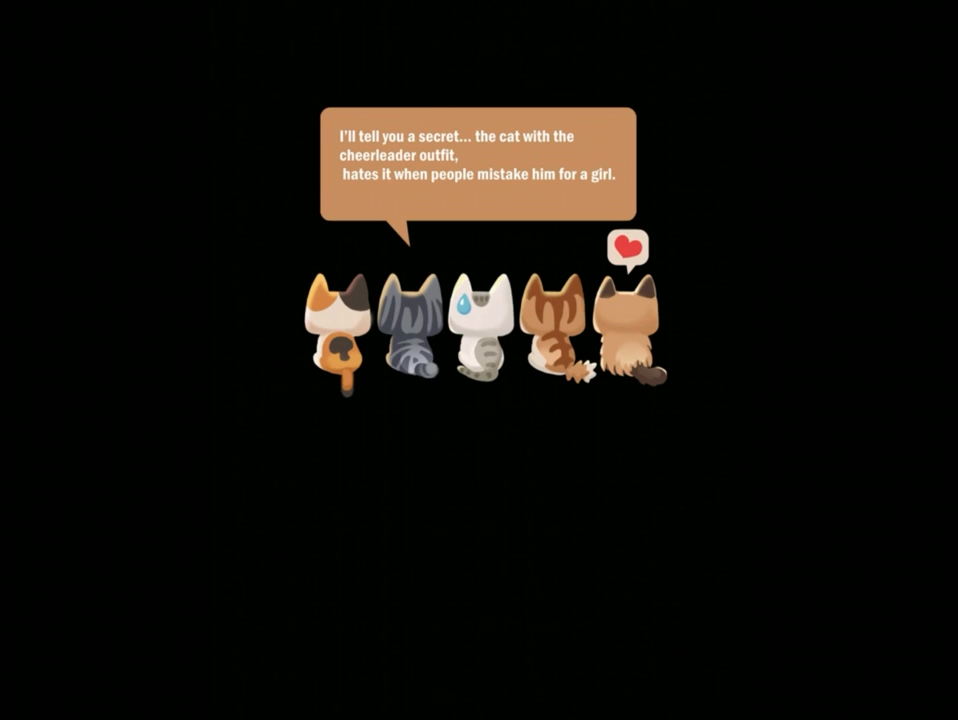 I'll tell you a secret... the cat with the
cheerleader outfit,
hates it when people mistake him for a girl.